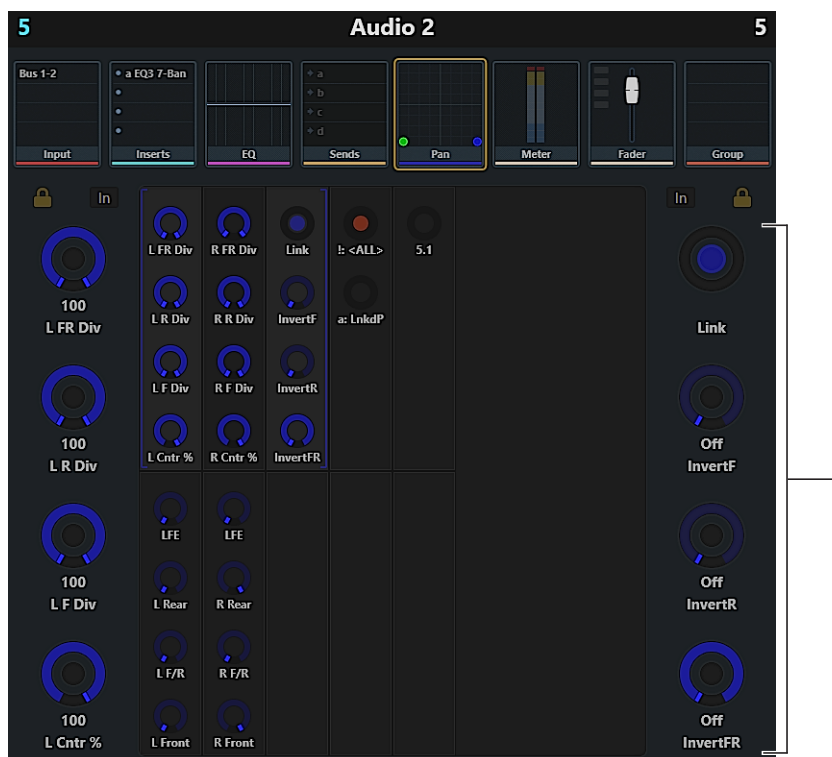 5 Audio 2 5
Bus 1-2
a EQ3 7-Ban
a
b
c
d
Input Inserts EQ Sends Pan Meter Fader Group
In In
L FR Div R FR Div Link !: <ALL> 5.1
100
L FR Div
Link
L R Div R R Div InvertF a: LnkdP
L F Div R F Div InvertR
100
L R Div
Off
InvertF
L Cntr % R Cntr % InvertFR
LFE LFE
100
L F Div
Off
InvertR
L Rear R Rear
L F/R R F/R
100
L Cntr %
Off
InvertFR
L Front R Front